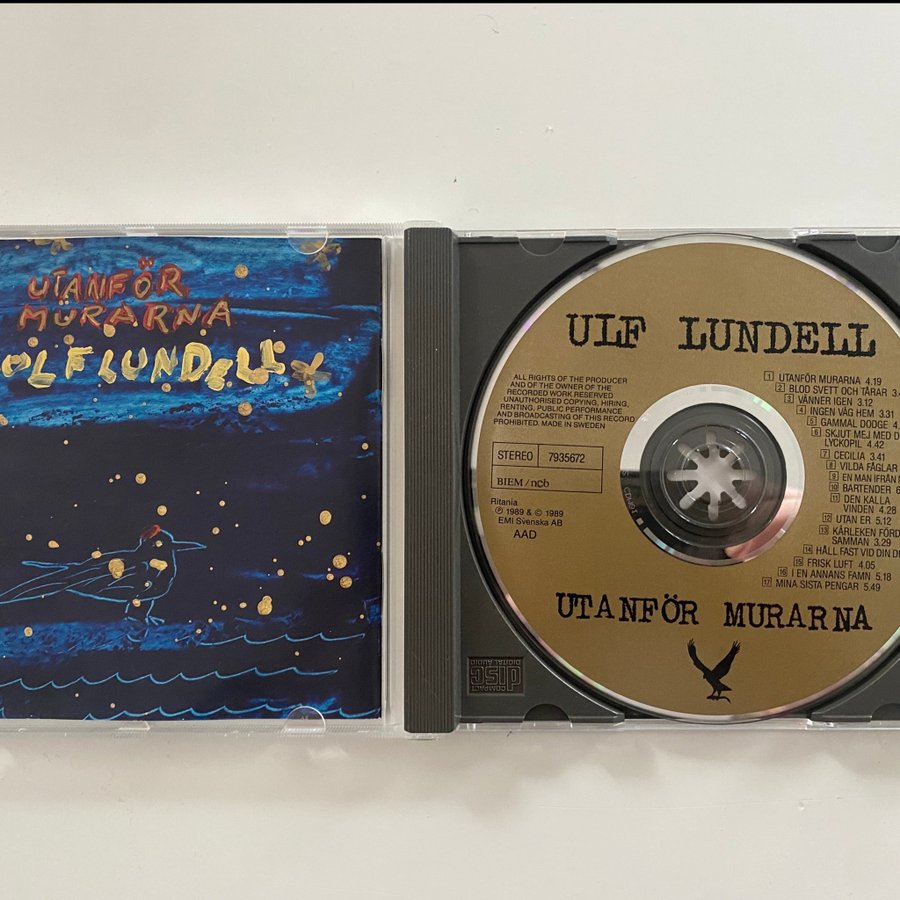 UTANFÖR
MURARNA
ULF LUNDELL
ULF LUNDELL
ALL RIGHTS OF THE PRODUCER
AND OF THE OWNER OF THE
RECORDED WORK RESERVED
UNAUTHORISED COPYING, HIRING,
RENTING, PUBLIC PERFORMANCE
AND BROADCASTING OF THIS RECORD
PROHIBITED. MADE IN SWEDEN
STEREO 7935672
BIEM/ncb
Ritania
℗ 1989 & © 1989
EMI Svenska AB
AAD
1 UTANFÖR MURARNA 4.19
2 BLOD SVETT OCH TÅRAR
3 VÄNNER IGEN 3.12
4 INGEN VÄG HEM 3.31
5 GAMMAL DODGE
6 SKJUT MEJ MED
LYCKOPIL 4.42
7 CECILIA 3.41
8 VILDA FÅGLAR
9 EN MAN IFRÅN
10 BARTENDER
11 DEN KALLA
VINDEN 4.28
12 UTAN ER 5.12
13 KÄRLEKEN FÖRDE
SAMMAN 3.29
14 HÅLL FAST VID DIN
15 FRISK LUFT 4.05
16 I EN ANNANS FAMN 5.18
17 MINA SISTA PENGAR 5.49
UTANFÖR MURARNA
COMPACT
disc
DIGITAL AUDIO